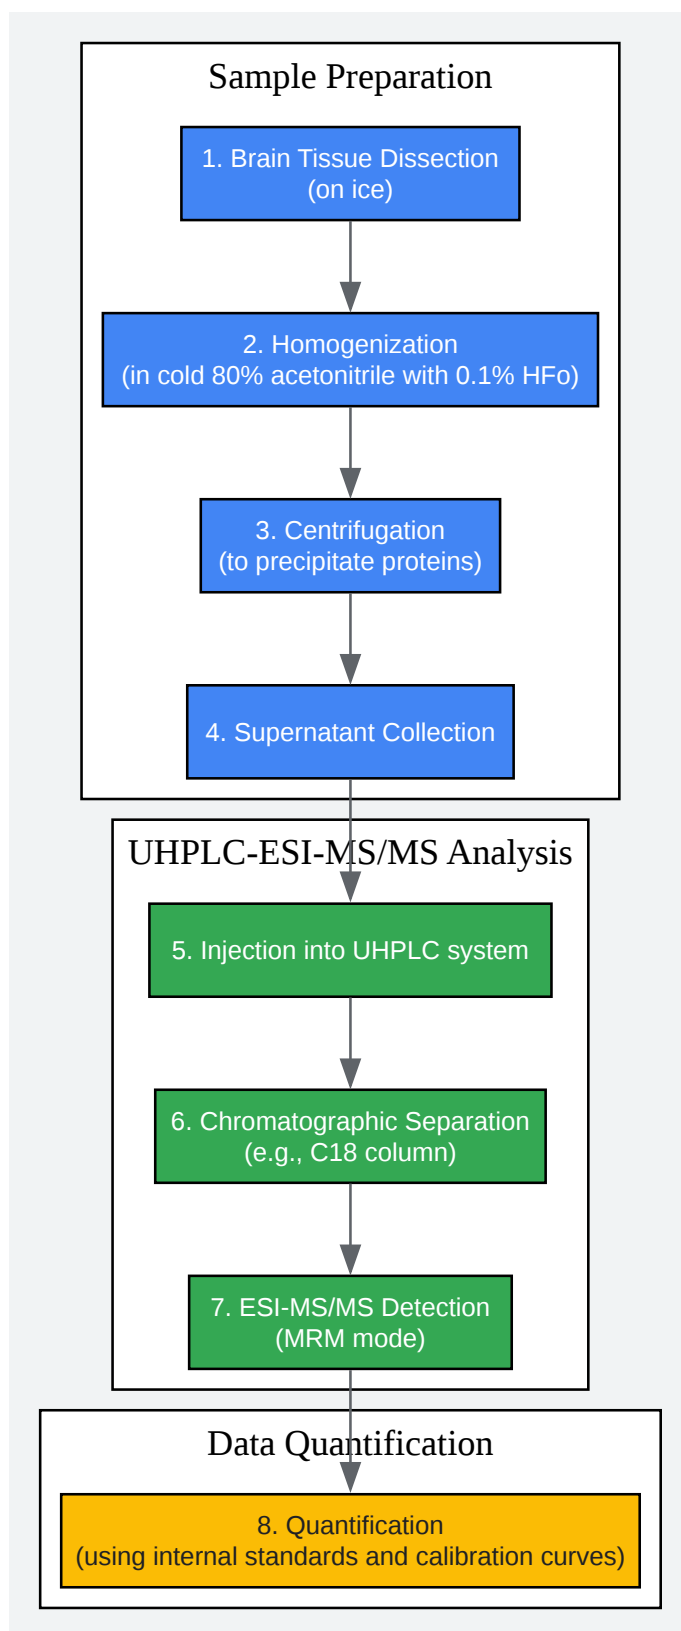 Sample Preparation
1. Brain Tissue Dissection
(on ice)
2. Homogenization
(in cold 80% acetonitrile with 0.1% HFo)
3. Centrifugation
(to precipitate proteins)
4. Supernatant Collection
UHPLC-ESI-MS/MS Analysis
5. Injection into UHPLC system
6. Chromatographic Separation
(e.g., C18 column)
7. ESI-MS/MS Detection
(MRM mode)
Data Quantification
8. Quantification
(using internal standards and calibration curves)